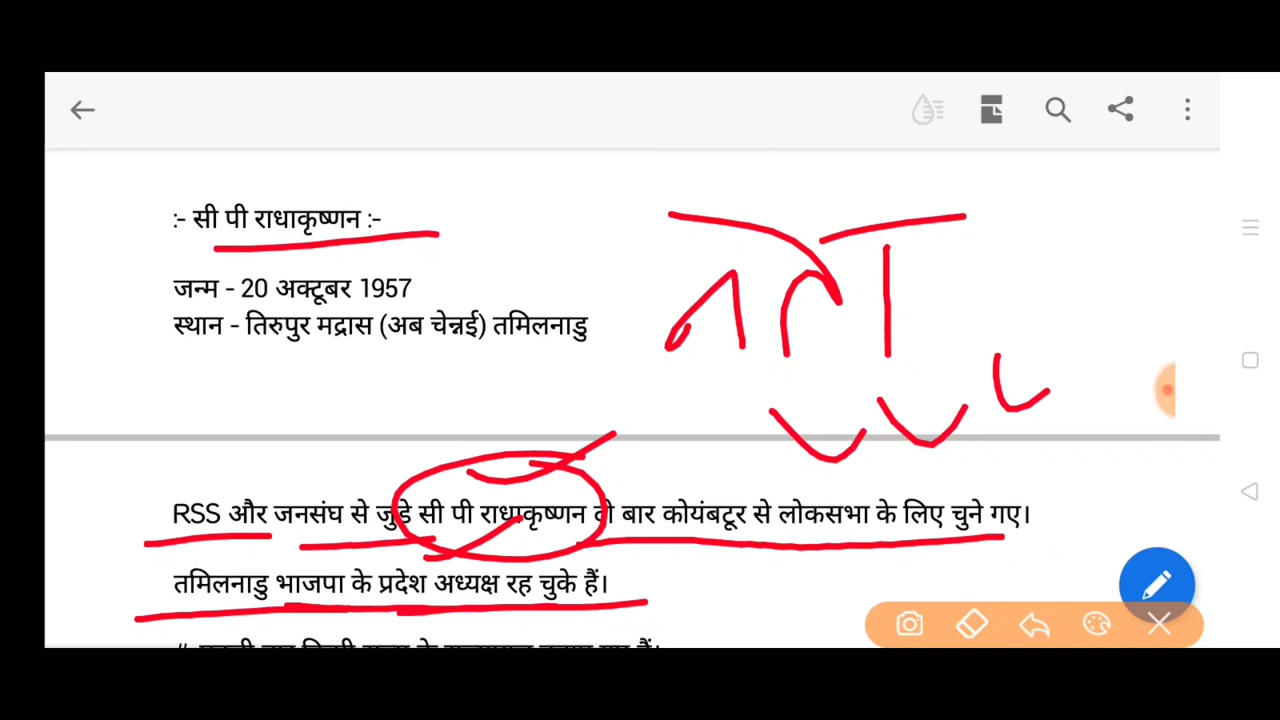 :- सी पी राधाकृष्णन :-
जन्म - 20 अक्टूबर 1957
स्थान - तिरुपुर मद्रास (अब चेन्नई) तमिलनाडु
RSS और जनसंघ से जुडे सी पी राधाकृष्णन दो बार कोयंबटूर से लोकसभा के लिए चुने गए।
तमिलनाडु भाजपा के प्रदेश अध्यक्ष रह चुके हैं।